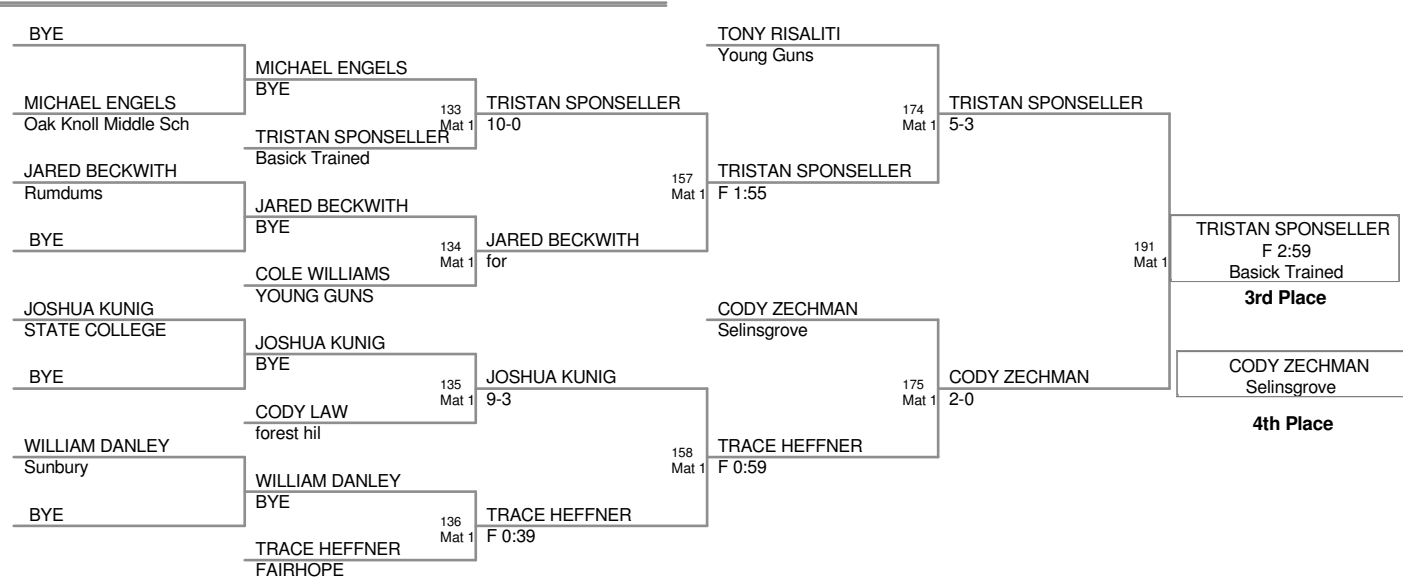 BYE
MICHAEL ENGELS
Oak Knoll Middle Sch
JARED BECKWITH
Rumdums
BYE
JOSHUA KUNIG
STATE COLLEGE
BYE
WILLIAM DANLEY
Sunbury
BYE
MICHAEL ENGELS
BYE
133
Mat 1
TRISTAN SPONSELLER
Basick Trained
JARED BECKWITH
BYE
134
Mat 1
COLE WILLIAMS
YOUNG GUNS
JOSHUA KUNIG
BYE
135
Mat 1
CODY LAW
forest hil
WILLIAM DANLEY
BYE
136
Mat 1
TRACE HEFFNER
FAIRHOPE
TRISTAN SPONSELLER
10-0
157
Mat 1
JARED BECKWITH
for
JOSHUA KUNIG
9-3
158
Mat 1
TRACE HEFFNER
F 0:39
TONY RISALITI
Young Guns
174
Mat 1
TRISTAN SPONSELLER
F 1:55
CODY ZECHMAN
Selinsgrove
175
Mat 1
TRACE HEFFNER
F 0:59
TRISTAN SPONSELLER
5-3
191
Mat 1
CODY ZECHMAN
2-0
TRISTAN SPONSELLER
F 2:59
Basick Trained
3rd Place
CODY ZECHMAN
Selinsgrove
4th Place